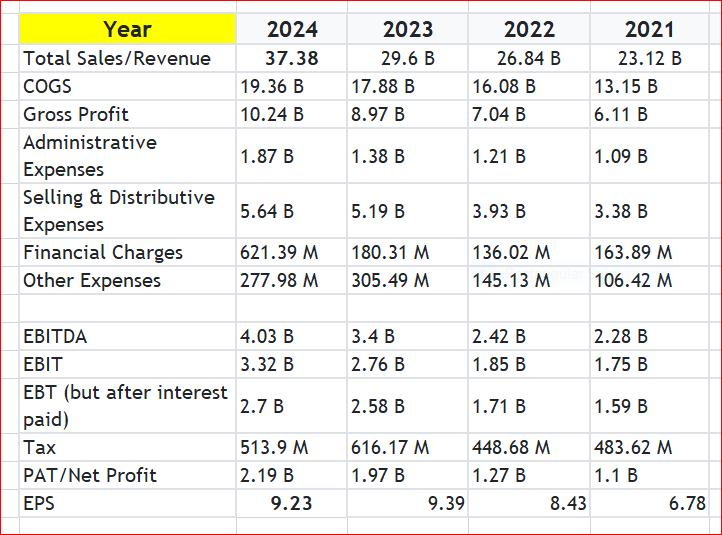 Year 2024 2023 2022 2021
Total Sales/Revenue 37.38 29.6 B 26.84 B 23.12 B
COGS 19.36 B 17.88 B 16.08 B 13.15 B
Gross Profit 10.24 B 8.97 B 7.04 B 6.11 B
Administrative
Expenses 1.87 B 1.38 B 1.21 B 1.09 B
Selling & Distributive
Expenses 5.64 B 5.19 B 3.93 B 3.38 B
Financial Charges 621.39 M 180.31 M 136.02 M 163.89 M
Other Expenses 277.98 M 305.49 M 145.13 M 106.42 M
EBITDA 4.03 B 3.4 B 2.42 B 2.28 B
EBIT 3.32 B 2.76 B 1.85 B 1.75 B
EBT (but after interest
paid) 2.7 B 2.58 B 1.71 B 1.59 B
Tax 513.9 M 616.17 M 448.68 M 483.62 M
PAT/Net Profit 2.19 B 1.97 B 1.27 B 1.1 B
EPS 9.23 9.39 8.43 6.78